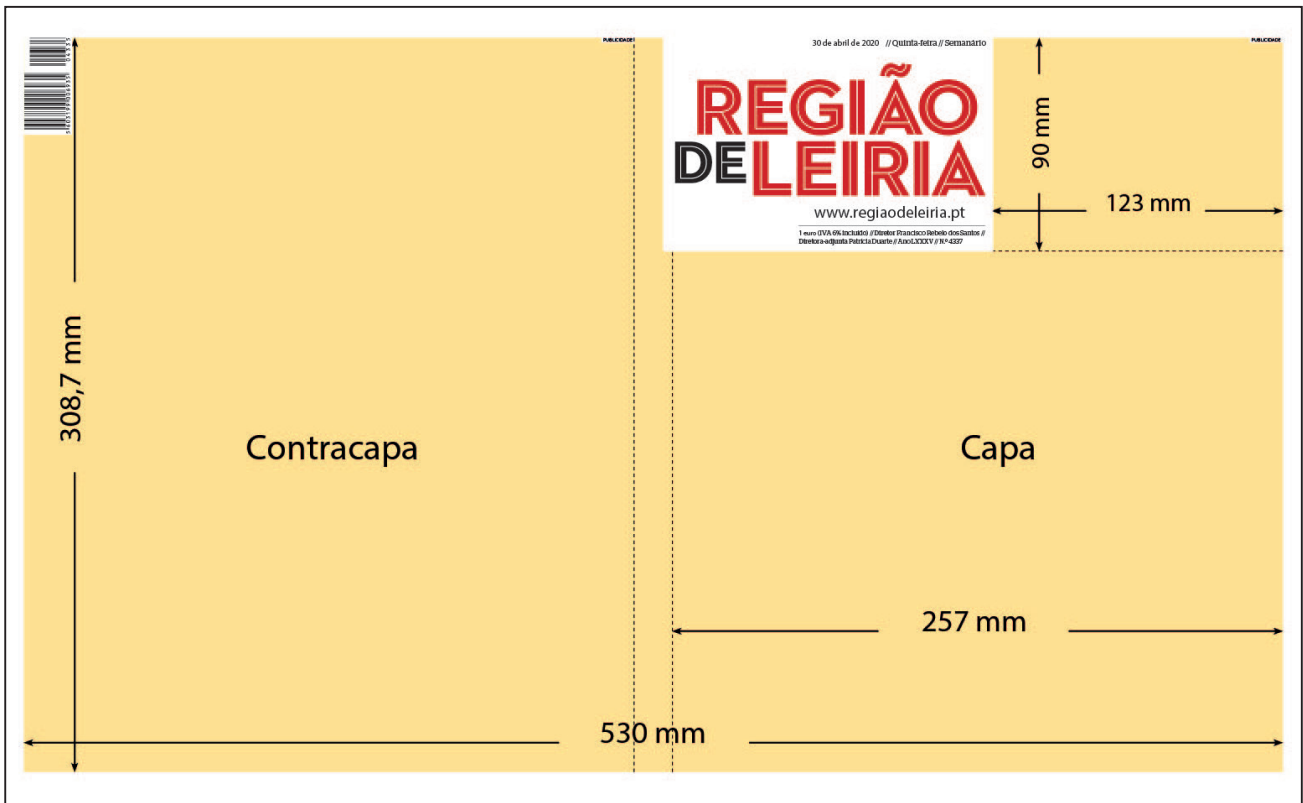 PUBLICIDADE
30 de abril de 2020 // Quinta-feira // Semanário
PUBLICIDADE
REGIÃO
DE LEIRIA
www.regiaodeleiria.pt
1 euro (IVA 6% incluído) // Diretor Francisco Rebelo dos Santos //
Diretora-adjunta Patrícia Duarte // Ano LXXXV // N.º 4337
90 mm
123 mm
308,7 mm
Contracapa
Capa
257 mm
530 mm